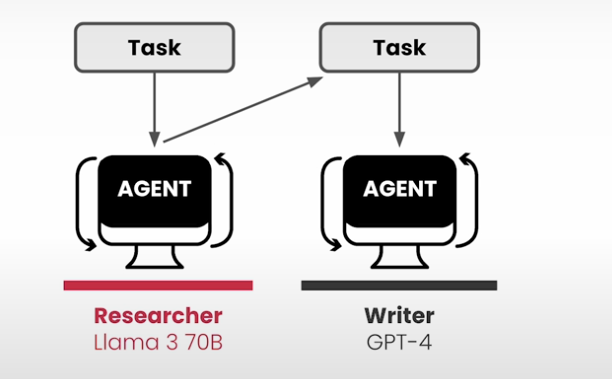 Task
Task
AGENT
AGENT
Researcher
Llama 3 70B
Writer
GPT-4